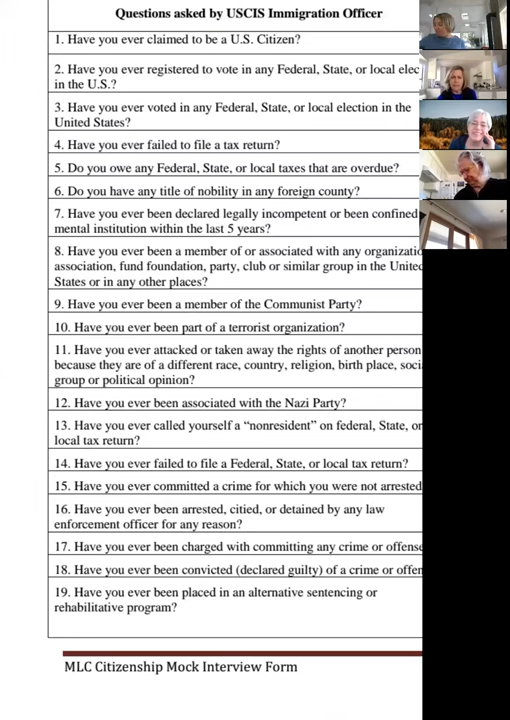 Questions asked by USCIS Immigration Officer
1. Have you ever claimed to be a U.S. Citizen?
2. Have you ever registered to vote in any Federal, State, or local elec
in the U.S.?
3. Have you ever voted in any Federal, State, or local election in the
United States?
4. Have you ever failed to file a tax return?
5. Do you owe any Federal, State, or local taxes that are overdue?
6. Do you have any title of nobility in any foreign county?
7. Have you ever been declared legally incompetent or been confined
mental institution within the last 5 years?
8. Have you ever been a member of or associated with any organizatio
association, fund foundation, party, club or similar group in the United
States or in any other places?
9. Have you ever been a member of the Communist Party?
10. Have you ever been part of a terrorist organization?
11. Have you ever attacked or taken away the rights of another person
because they are of a different race, country, religion, birth place, soci
group or political opinion?
12. Have you ever been associated with the Nazi Party?
13. Have you ever called yourself a “nonresident” on federal, State, or
local tax return?
14. Have you ever failed to file a Federal, State, or local tax return?
15. Have you ever committed a crime for which you were not arrested
16. Have you ever been arrested, citied, or detained by any law
enforcement officer for any reason?
17. Have you ever been charged with committing any crime or offense
18. Have you ever been convicted (declared guilty) of a crime or offen
19. Have you ever been placed in an alternative sentencing or
rehabilitative program?
MLC Citizenship Mock Interview Form